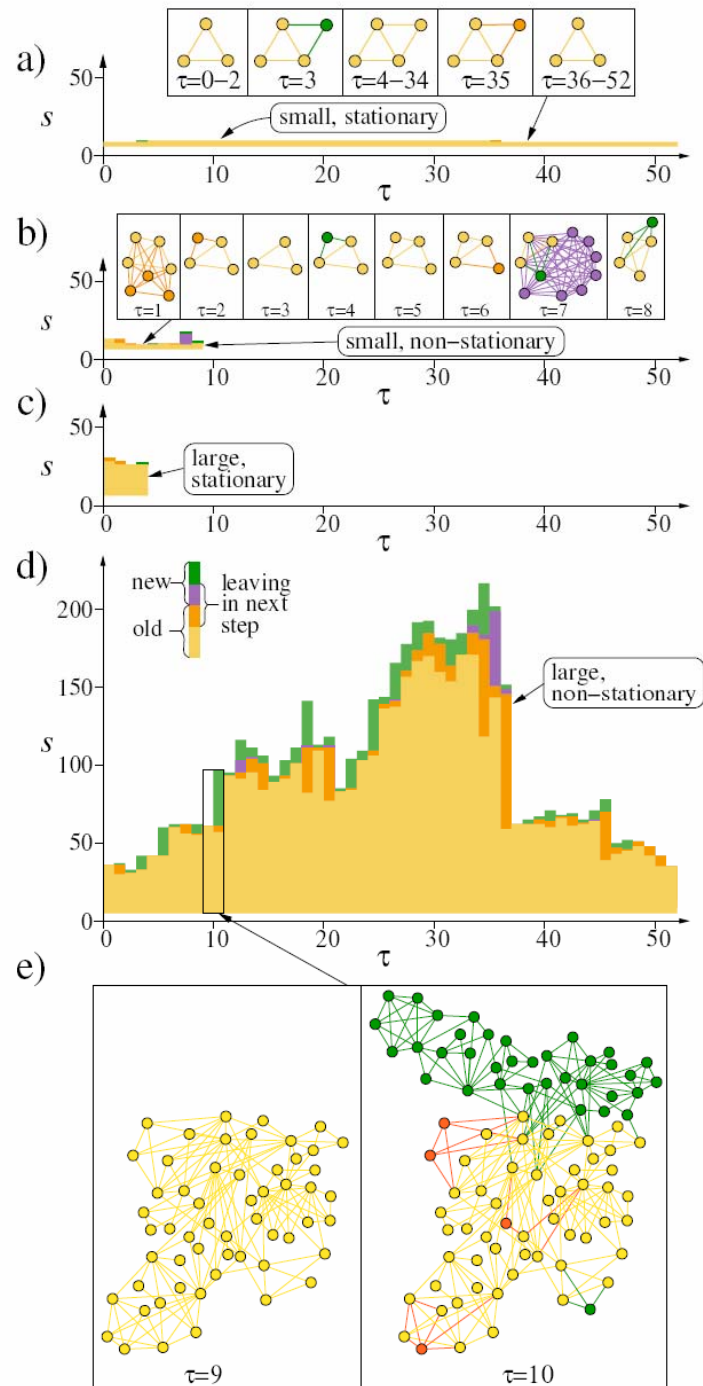 a)
τ=0−2 τ=3 τ=4−34 τ=35 τ=36−52
50
s
small, stationary
0
0 10 20 30 40 50
τ
b)
τ=1 τ=2 τ=3 τ=4 τ=5 τ=6 τ=7 τ=8
50
s
small, non−stationary
0
0 10 20 30 40 50
τ
c)
50
s
large,
stationary
0
0 10 20 30 40 50
τ
d)
new
old
leaving
in next
step
200
large,
non−stationary
150
s
100
50
0
0 10 20 30 40 50
τ
e)
τ=9 τ=10